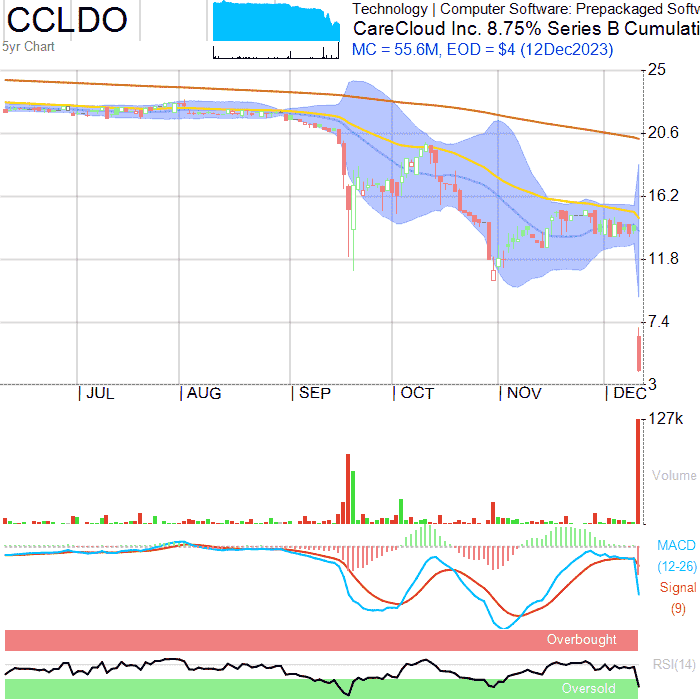 CCLDO
5yr Chart
Technology | Computer Software: Prepackaged Softw
CareCloud Inc. 8.75% Series B Cumulati
MC = 55.6M, EOD = $4 (12Dec2023)
25
20.6
16.2
11.8
7.4
3
| JUL | AUG | SEP | OCT | NOV | DEC
127k
Volume
MACD
(12-26)
Signal
(9)
Overbought
RSI(14)
Oversold